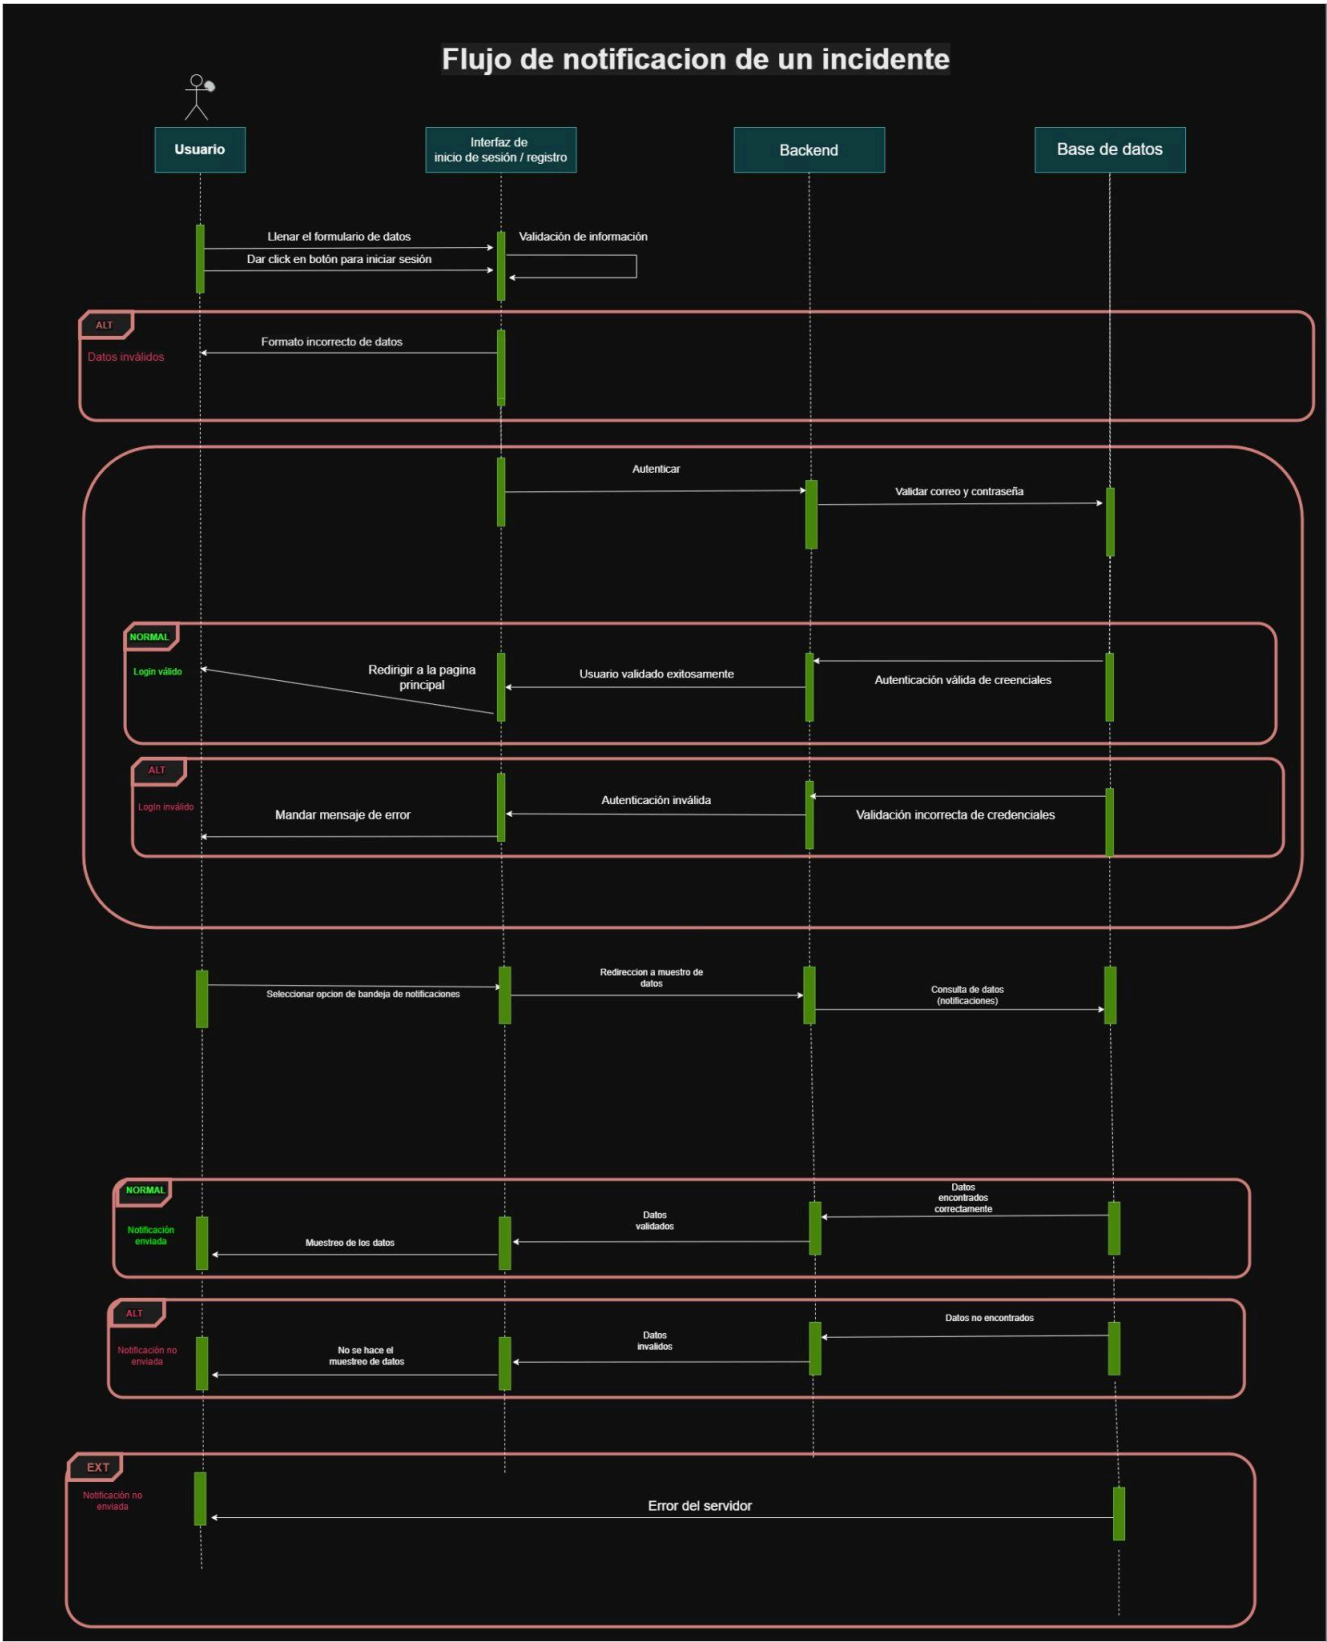 Flujo de notificacion de un incidente
Usuario
Interfaz de
inicio de sesión / registro
Backend
Base de datos
Llenar el formulario de datos
Validación de información
Dar click en botón para iniciar sesión
ALT
Datos inválidos
Formato incorrecto de datos
Autenticar
Validar correo y contraseña
NORMAL
Login válido
Redirigir a la pagina
principal
Usuario validado exitosamente
Autenticación válida de creenciales
ALT
LogIn inválido
Mandar mensaje de error
Autenticación inválida
Validación incorrecta de credenciales
Seleccionar opcion de bandeja de notificaciones
Redireccion a muestro de
datos
Consulta de datos
(notificaciones)
NORMAL
Notificación
enviada
Muestreo de los datos
Datos
validados
Datos
encontrados
correctamente
ALT
Notificación no
enviada
No se hace el
muestreo de datos
Datos
invalidos
Datos no encontrados
EXT
Notificación no
enviada
Error del servidor